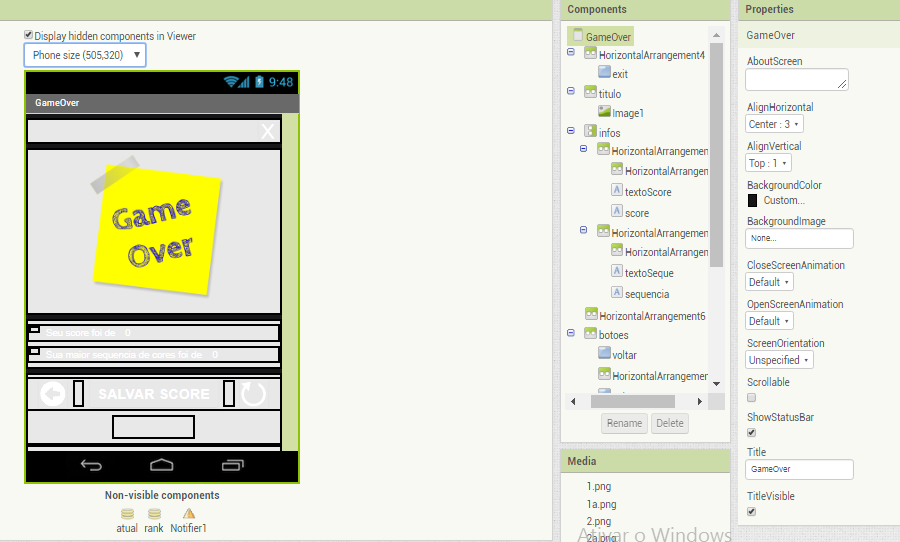 Display hidden components in Viewer
Phone size (505,320)
9:48
GameOver
X
Game
Over
Seu score foi de 0
Sua maior sequencia de cores foi de 0
SALVAR SCORE
Non-visible components
atual rank Notifier1
Components
GameOver
HorizontalArrangement4
exit
titulo
Image1
infos
HorizontalArrangemen
HorizontalArrangem
textoScore
score
HorizontalArrangemen
HorizontalArrangem
textoSeque
sequencia
HorizontalArrangement6
botoes
voltar
HorizontalArrangemen
Rename Delete
Media
1.png
1a.png
2.png
2a.png
Properties
GameOver
AboutScreen
AlignHorizontal
Center : 3
AlignVertical
Top : 1
BackgroundColor
Custom...
BackgroundImage
None...
CloseScreenAnimation
Default
OpenScreenAnimation
Default
ScreenOrientation
Unspecified
Scrollable
ShowStatusBar
Title
GameOver
TitleVisible
Ativar o Windows